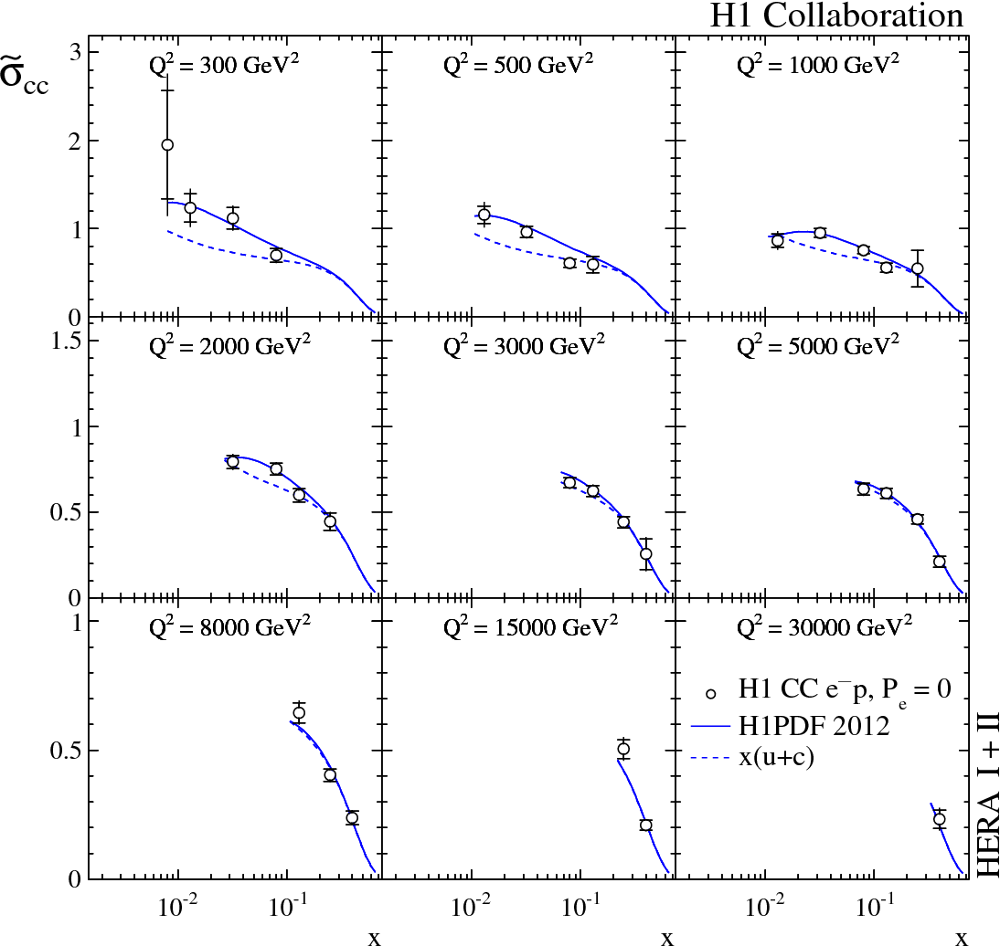 H1 Collaboration
σ̃cc
Q² = 300 GeV²
Q² = 500 GeV²
Q² = 1000 GeV²
3
2
1
0
Q² = 2000 GeV²
Q² = 3000 GeV²
Q² = 5000 GeV²
1.5
1
0.5
0
Q² = 8000 GeV²
Q² = 15000 GeV²
Q² = 30000 GeV²
1
0.5
0
H1 CC e⁻p, Pₑ = 0
H1PDF 2012
x(u+c)
10⁻² 10⁻¹
10⁻² 10⁻¹
10⁻² 10⁻¹
x
x
x
HERA I + II